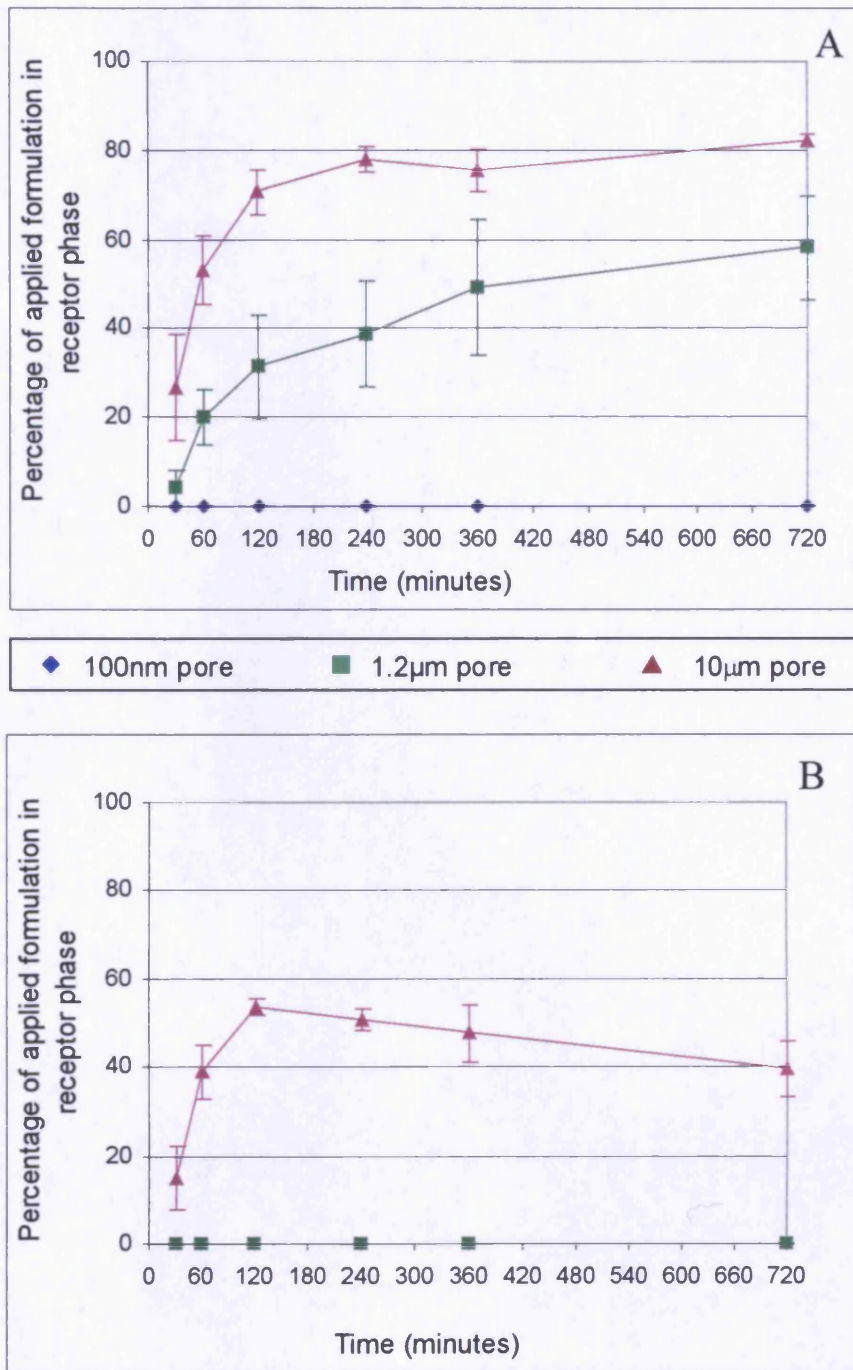 A
Percentage of applied formulation in
receptor phase
100
80
60
40
20
0
0 60 120 180 240 300 360 420 480 540 600 660 720
Time (minutes)
100nm pore 1.2µm pore 10µm pore
B
Percentage of applied formulation in
receptor phase
100
80
60
40
20
0
0 60 120 180 240 300 360 420 480 540 600 660 720
Time (minutes)